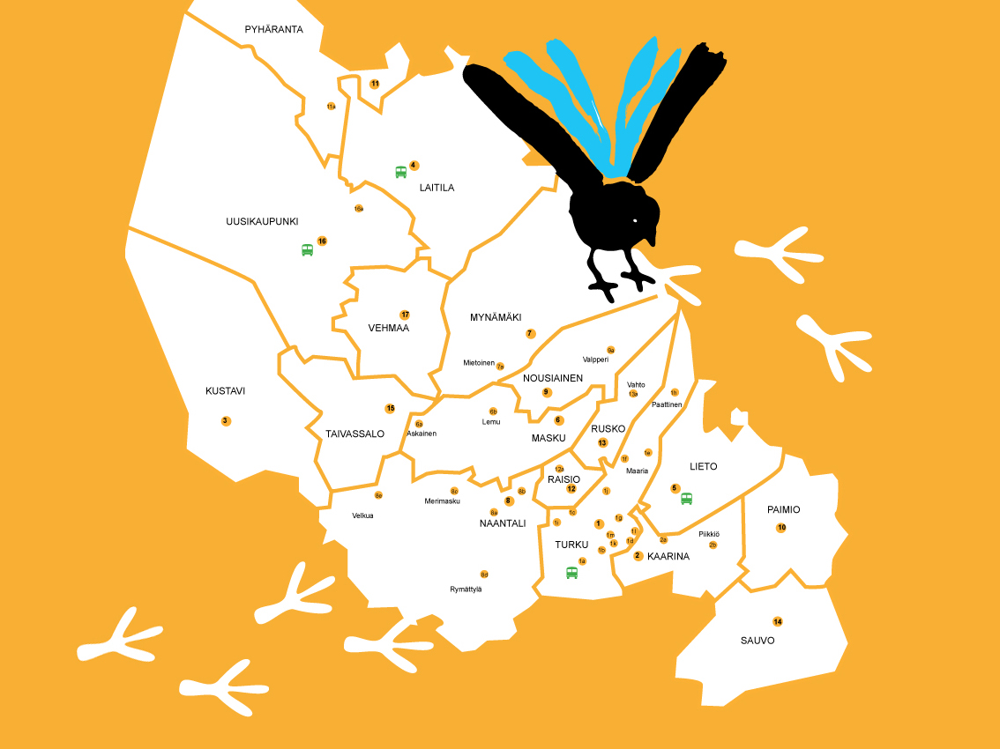 PYHÄRANTA
11
11a
4
LAITILA
16a
UUSIKAUPUNKI
16
17
VEHMAA
MYNÄMÄKI
7
9a
Valpperi
Mietoinen 7a
NOUSIAINEN
9
Vahto
13a
1h
Paattinen
KUSTAVI
3
15
TAIVASSALO
6a
Askainen
6b
Lemu
6
MASKU
RUSKO
13
1f
1e
Maaria
LIETO
5
12a
RAISIO
12
1j
8e
Velkua
8c
Merimasku
8b
8
8a
NAANTALI
1c
1i
1
1g
1l
1m
1k
1d
TURKU
1b
1a
2
KAARINA
2a
Piikkiö
2b
PAIMIO
10
8d
Rymättylä
14
SAUVO